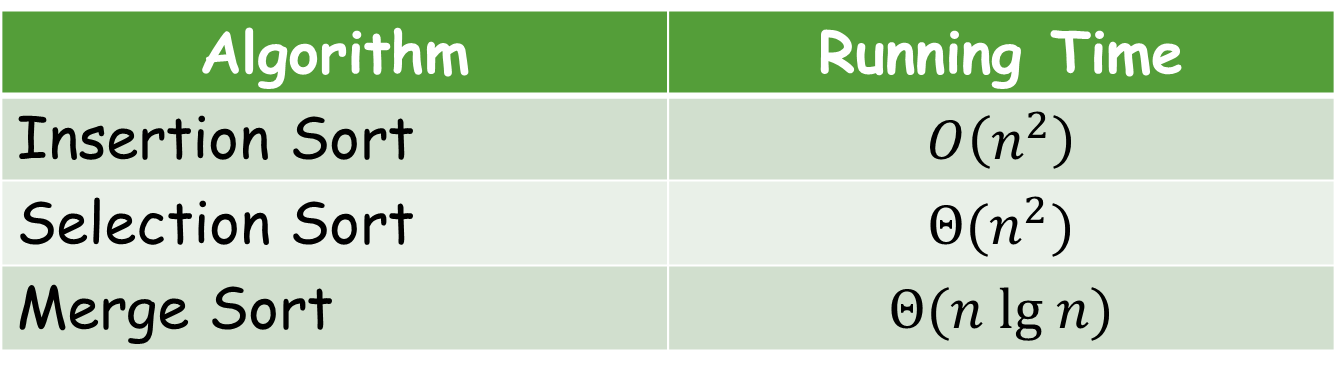 Algorithm Running Time
Insertion Sort 𝑂(𝑛²)
Selection Sort Θ(𝑛²)
Merge Sort Θ(𝑛 lg 𝑛)